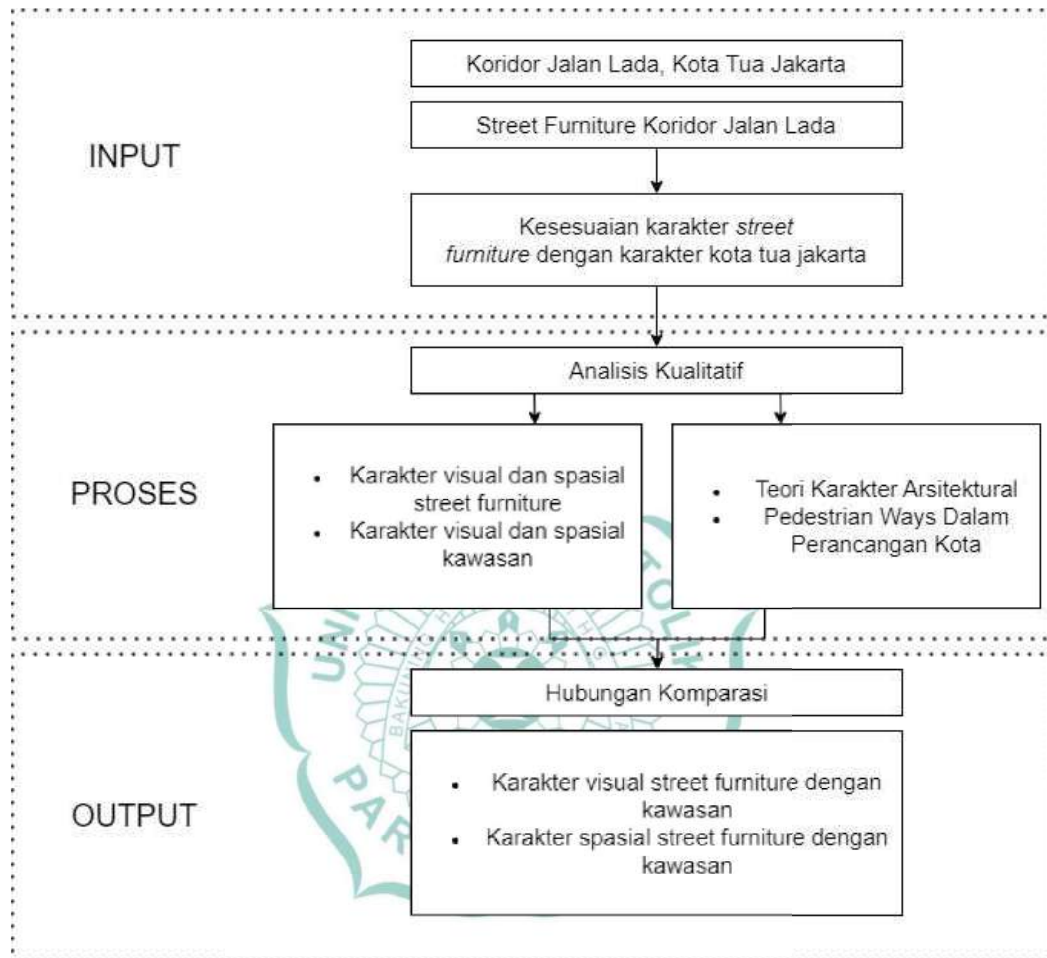 Koridor Jalan Lada, Kota Tua Jakarta
Street Furniture Koridor Jalan Lada
INPUT
Kesesuaian karakter street
furniture dengan karakter kota tua jakarta
Analisis Kualitatif
PROSES
• Karakter visual dan spasial
street furniture
• Karakter visual dan spasial
kawasan
• Teori Karakter Arsitektural
• Pedestrian Ways Dalam
Perancangan Kota
Hubungan Komparasi
OUTPUT
• Karakter visual street furniture dengan
kawasan
• Karakter spasial street furniture dengan
kawasan